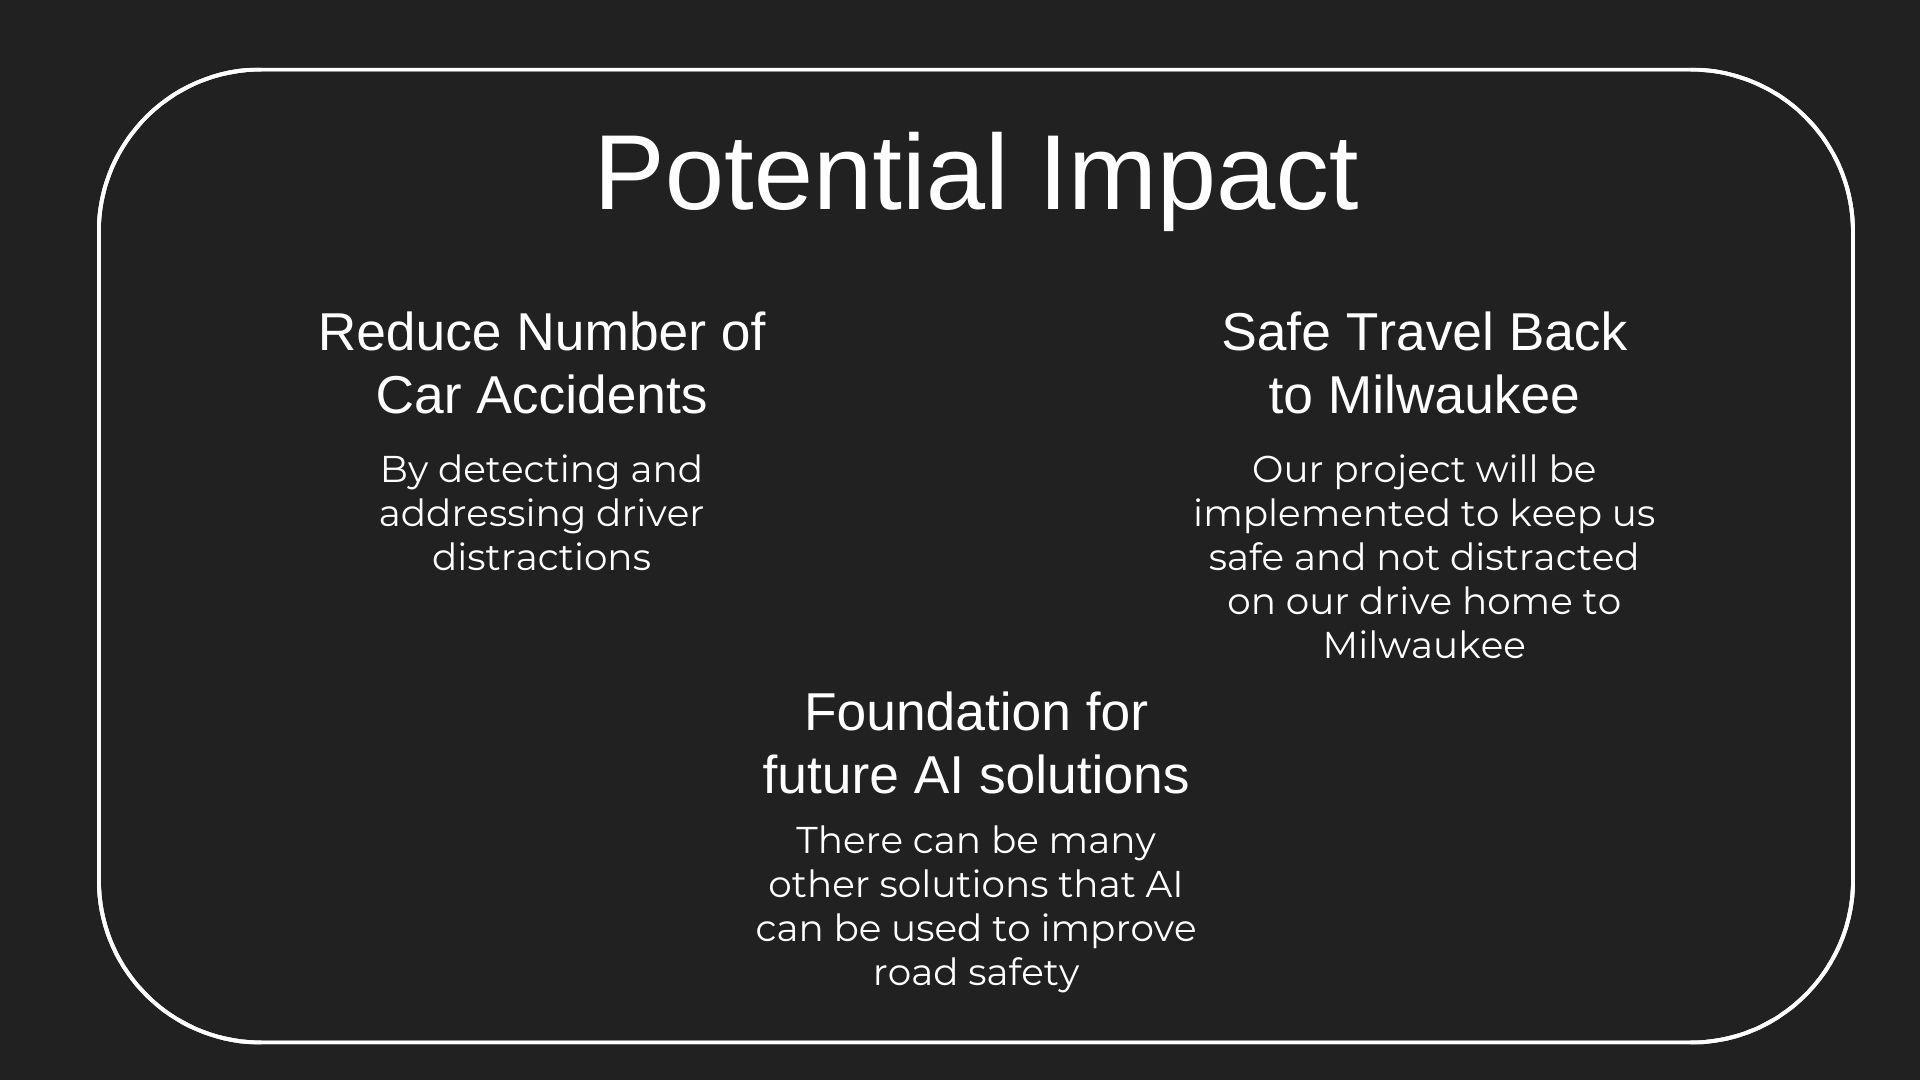 Potential Impact
Reduce Number of
Car Accidents
By detecting and
addressing driver
distractions
Safe Travel Back
to Milwaukee
Our project will be
implemented to keep us
safe and not distracted
on our drive home to
Milwaukee
Foundation for
future AI solutions
There can be many
other solutions that AI
can be used to improve
road safety